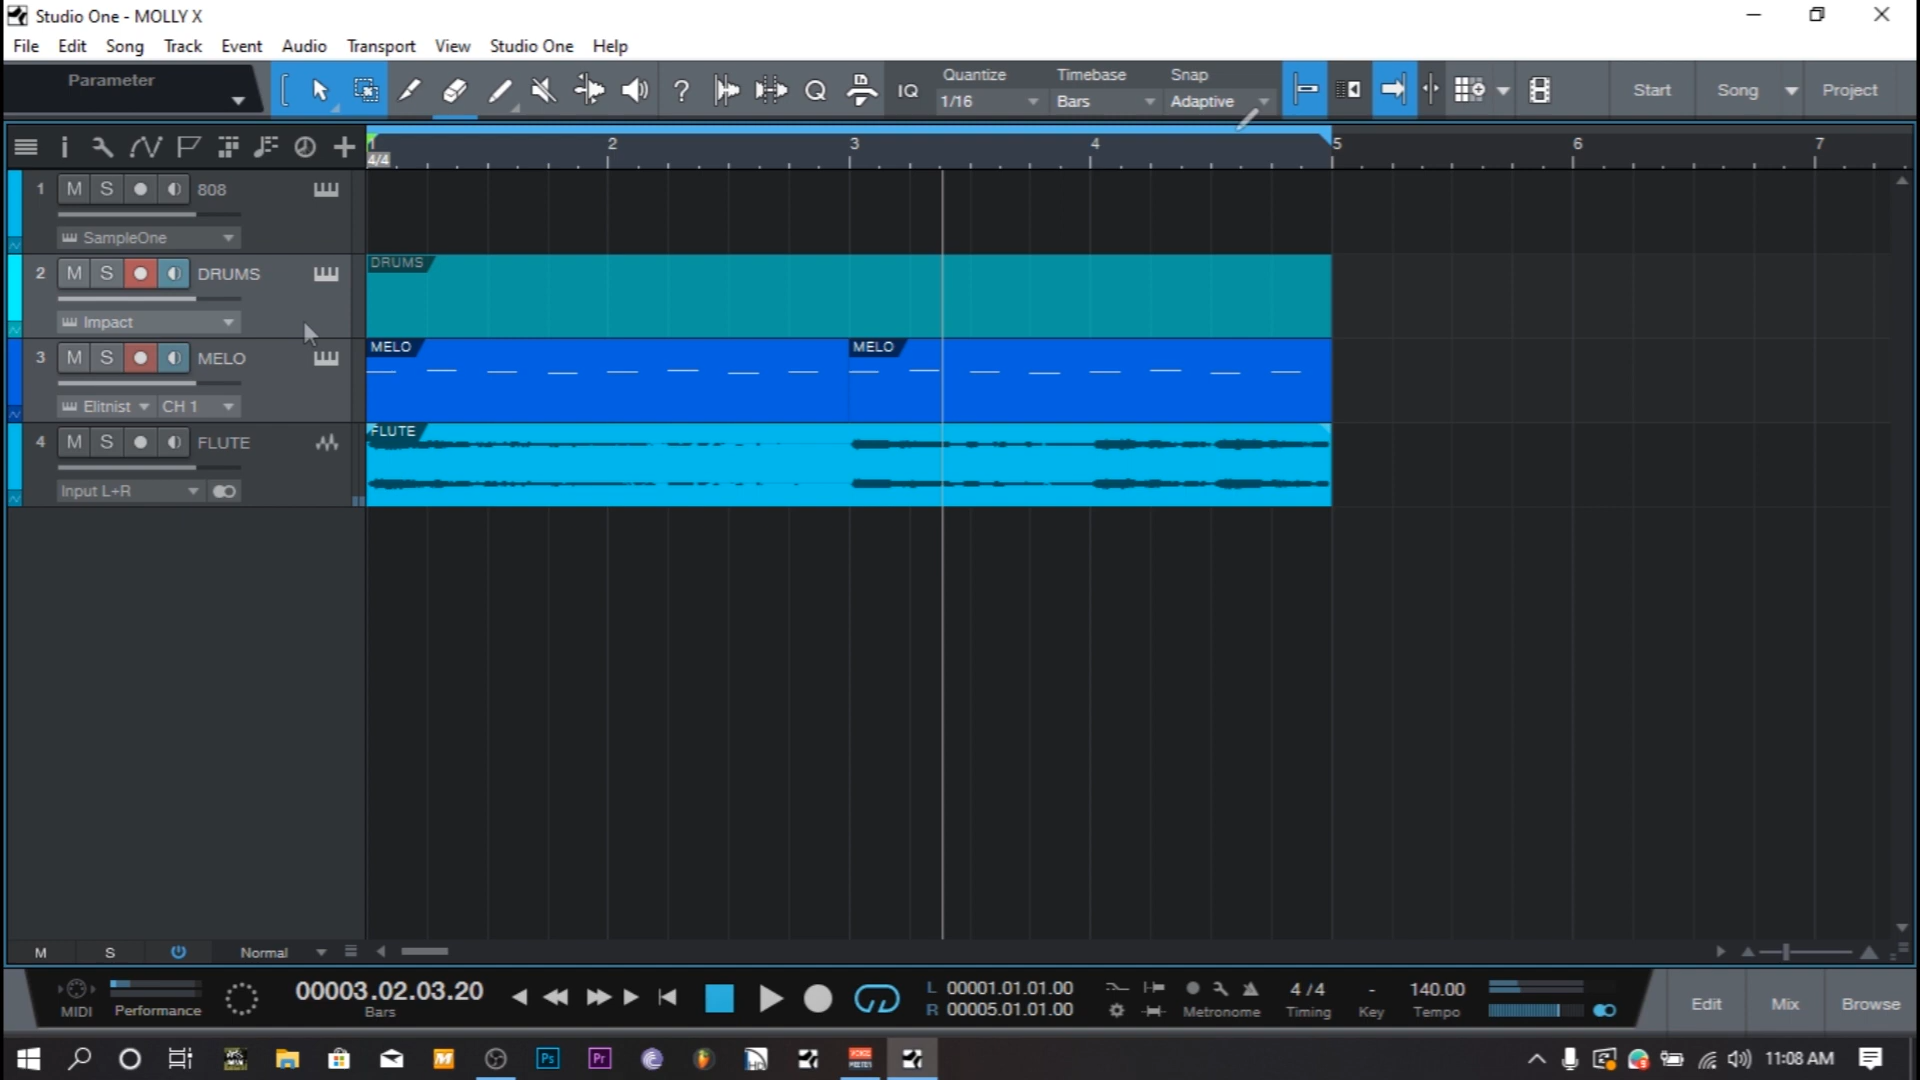 Studio One - MOLLY X
File Edit Song Track Event Audio Transport View Studio One Help
Parameter
IQ
Quantize
1/16
Timebase
Bars
Snap
Adaptive
Start Song Project
1 2 3 4 5 6 7
4/4
1 M S 808
SampleOne
2 M S DRUMS
Impact
DRUMS
3 M S MELO
Elitnist CH 1
MELO MELO
4 M S FLUTE
Input L+R
FLUTE
M S Normal
MIDI
Performance
00003.02.03.20
Bars
L 00001.01.01.00
R 00005.01.01.00
Metronome
4 / 4
Timing
-
Key
140.00
Tempo
Edit Mix Browse
Ps Pr
11:08 AM